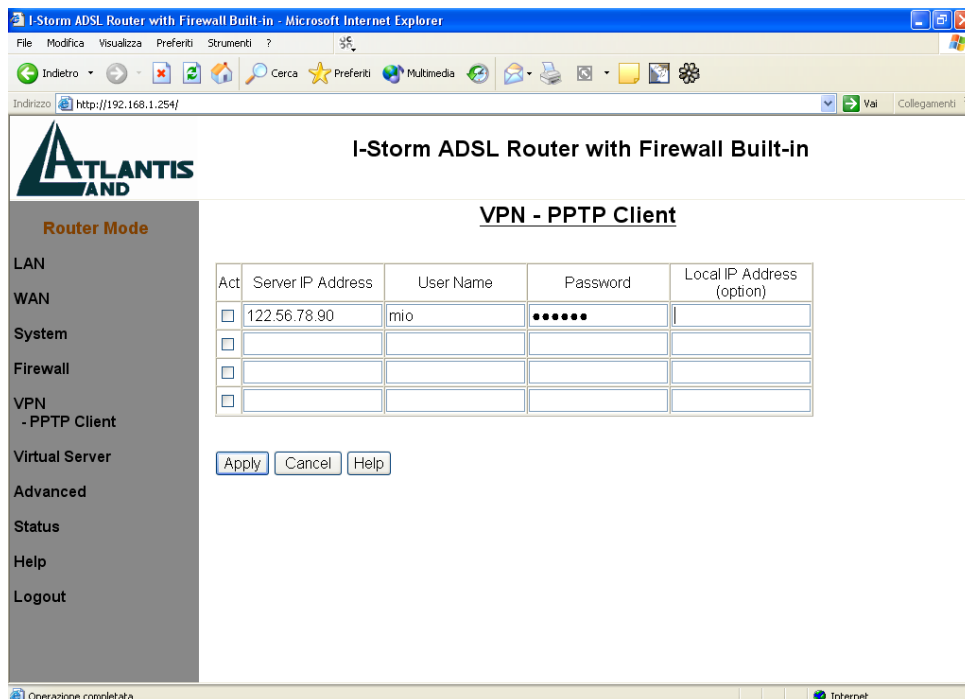 I-Storm ADSL Router with Firewall Built-in - Microsoft Internet Explorer
File Modifica Visualizza Preferiti Strumenti ?
Indietro Cerca Preferiti Multimedia
Indirizzo http://192.168.1.254/ Vai Collegamenti
ATLANTIS LAND
I-Storm ADSL Router with Firewall Built-in
Router Mode
LAN
WAN
System
Firewall
VPN
- PPTP Client
Virtual Server
Advanced
Status
Help
Logout
VPN - PPTP Client
Act Server IP Address User Name Password Local IP Address (option)
122.56.78.90 mio ••••••
Apply Cancel Help
Operazione completata Internet